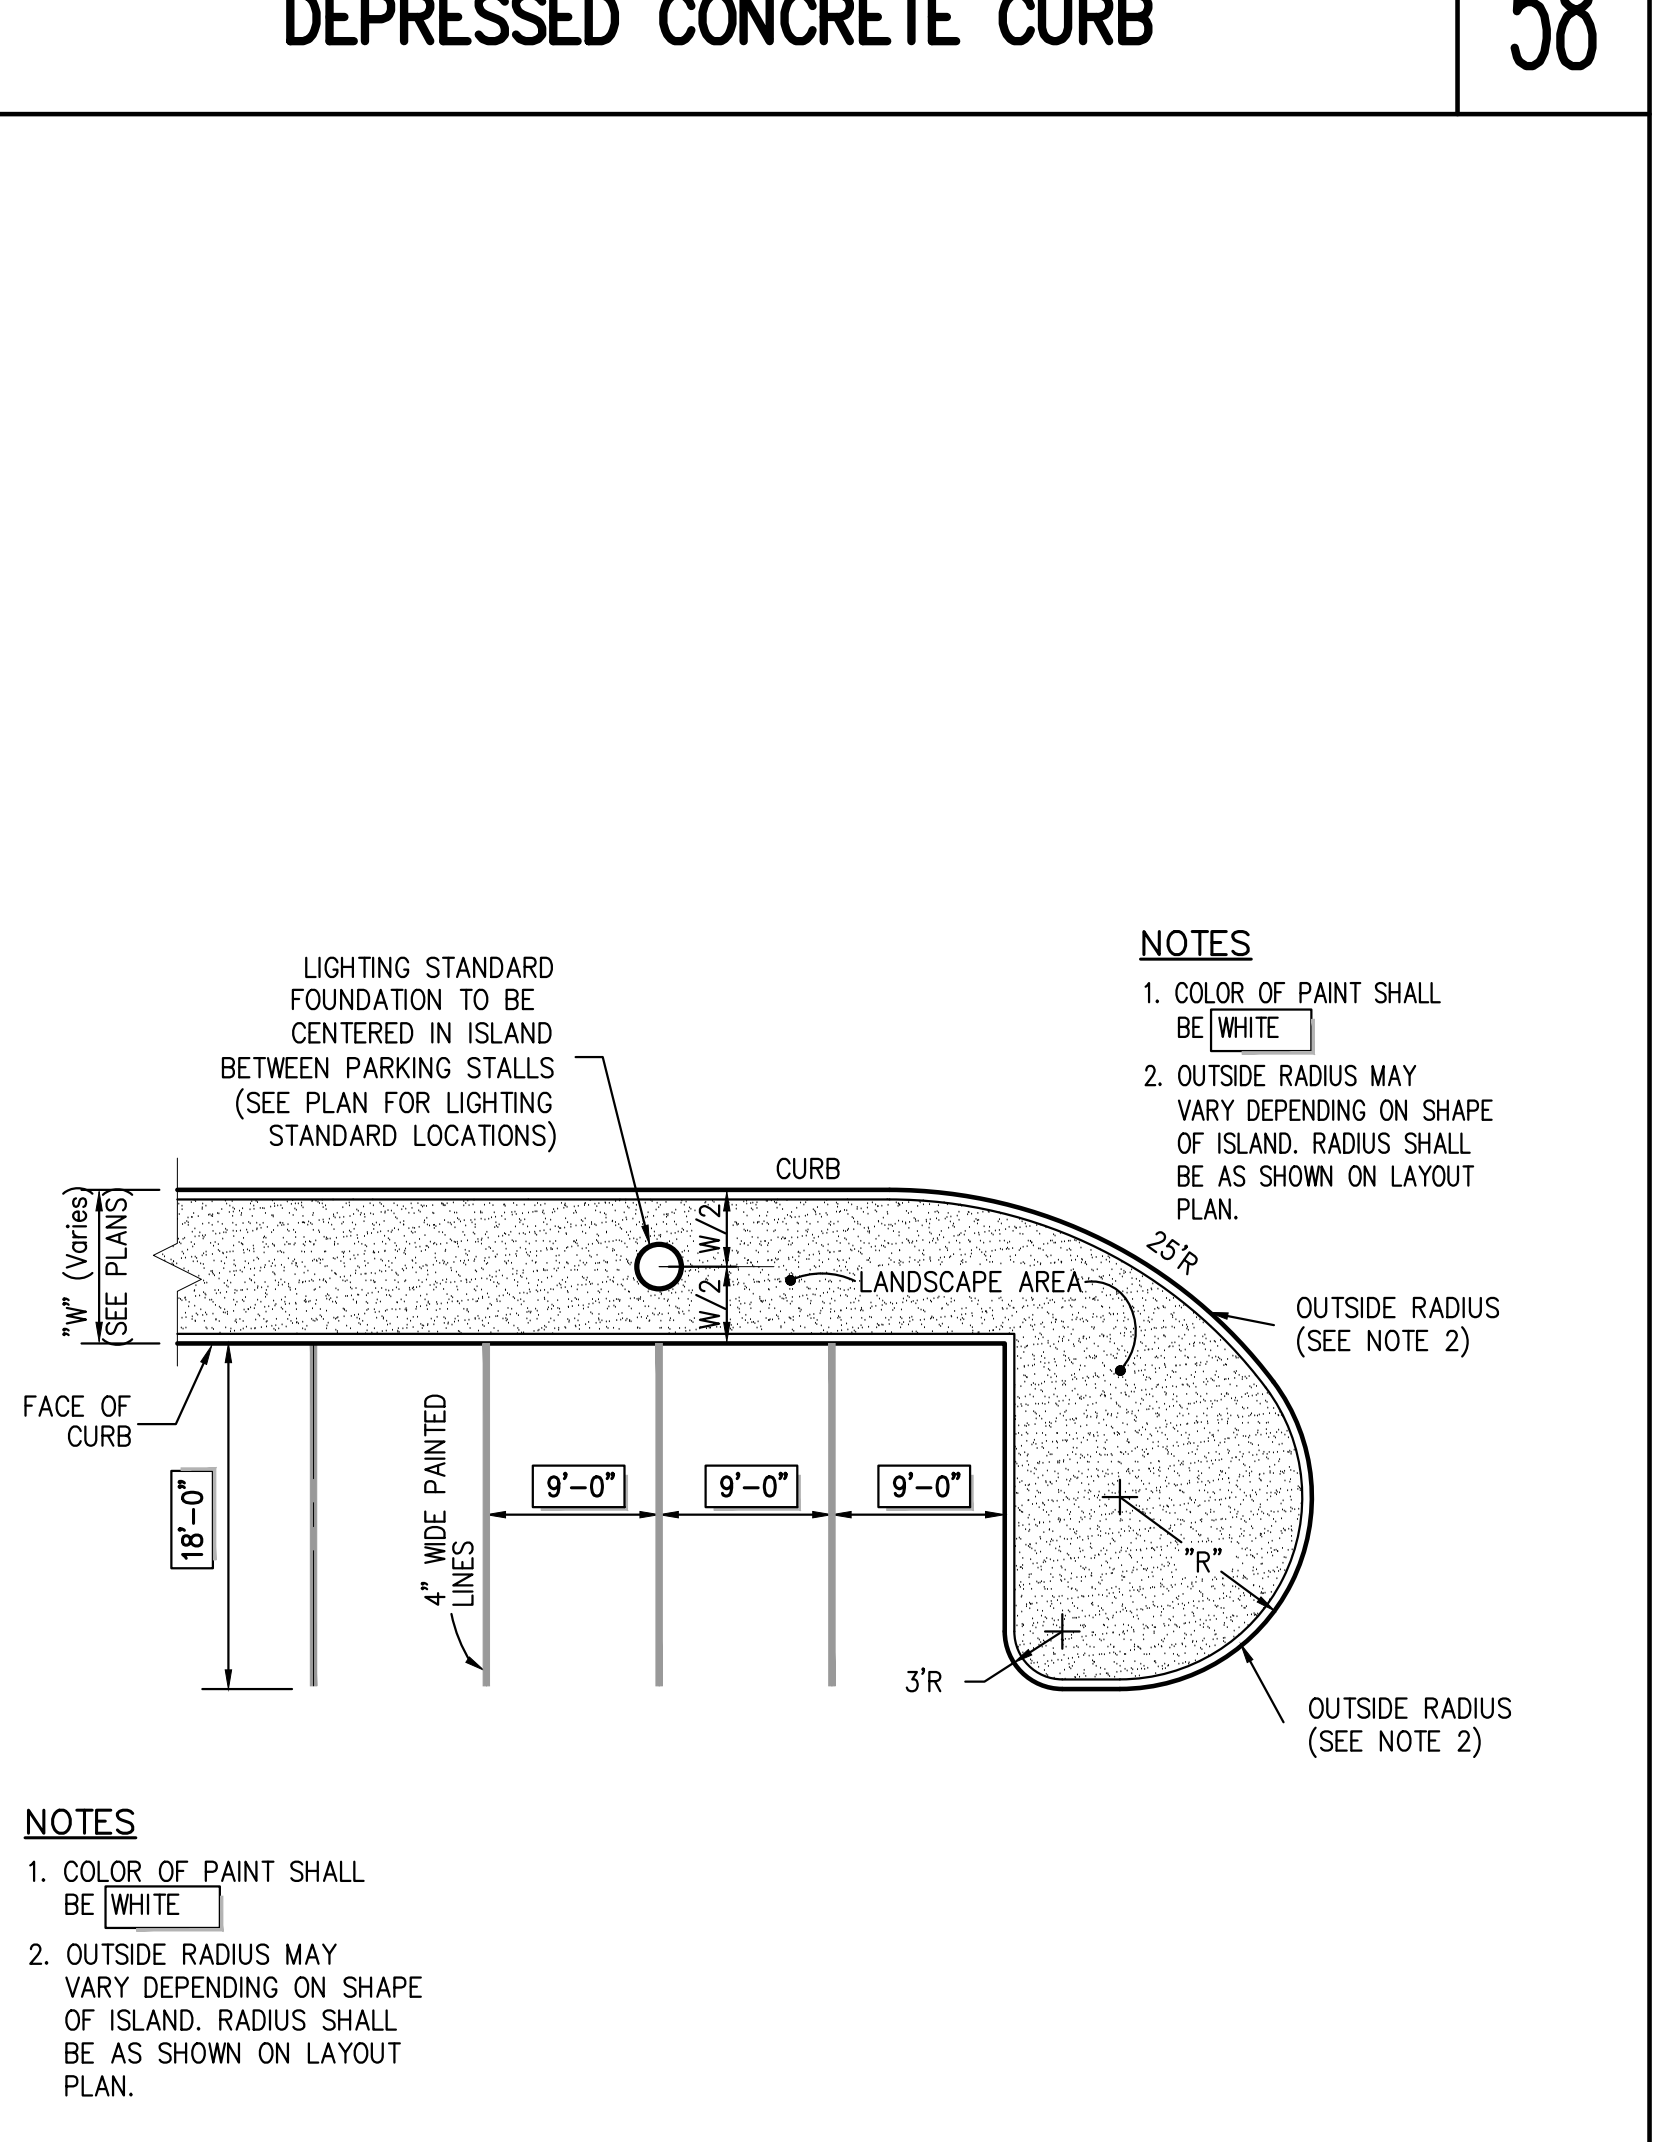 DEPRESSED CONCRETE CURB
58
NOTES
1. COLOR OF PAINT SHALL
BE WHITE
2. OUTSIDE RADIUS MAY
VARY DEPENDING ON SHAPE
OF ISLAND. RADIUS SHALL
BE AS SHOWN ON LAYOUT
PLAN.
LIGHTING STANDARD
FOUNDATION TO BE
CENTERED IN ISLAND
BETWEEN PARKING STALLS
(SEE PLAN FOR LIGHTING
STANDARD LOCATIONS)
CURB
"W" (Varies)
(SEE PLANS)
W/2
W/2
25'R
LANDSCAPE AREA
OUTSIDE RADIUS
(SEE NOTE 2)
FACE OF
CURB
18'-0"
4" WIDE PAINTED
LINES
9'-0"
9'-0"
9'-0"
"R"
3'R
OUTSIDE RADIUS
(SEE NOTE 2)
NOTES
1. COLOR OF PAINT SHALL
BE WHITE
2. OUTSIDE RADIUS MAY
VARY DEPENDING ON SHAPE
OF ISLAND. RADIUS SHALL
BE AS SHOWN ON LAYOUT
PLAN.